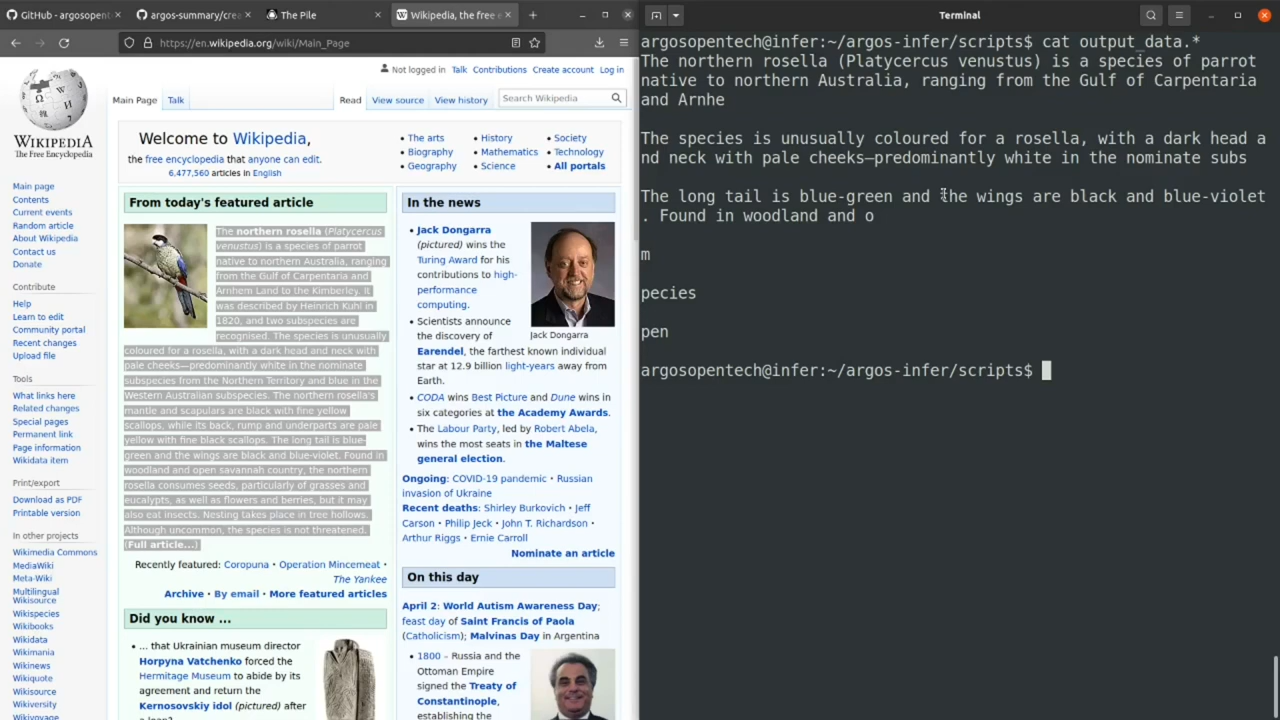 GitHub - argosopent
argos-summary/crea
The Pile
Wikipedia, the free e
https://en.wikipedia.org/wiki/Main_Page
Not logged in Talk Contributions Create account Log in
Main Page Talk Read View source View history Search Wikipedia
WIKIPEDIA
The Free Encyclopedia
Main page
Contents
Current events
Random article
About Wikipedia
Contact us
Donate
Contribute
Help
Learn to edit
Community portal
Recent changes
Upload file
Tools
What links here
Related changes
Special pages
Permanent link
Page information
Wikidata item
Print/export
Download as PDF
Printable version
In other projects
Wikimedia Commons
MediaWiki
Meta-Wiki
Multilingual
Wikisource
Wikispecies
Wikibooks
Wikidata
Wikimania
Wikinews
Wikiquote
Wikisource
Wikiversity
Wikivoyage
Welcome to Wikipedia,
the free encyclopedia that anyone can edit.
6,477,560 articles in English
• The arts • History • Society
• Biography • Mathematics • Technology
• Geography • Science • All portals
From today's featured article
The northern rosella (Platycercus
venustus) is a species of parrot
native to northern Australia, ranging
from the Gulf of Carpentaria and
Arnhem Land to the Kimberley. It
was described by Heinrich Kuhl in
1820, and two subspecies are
recognised. The species is unusually
coloured for a rosella, with a dark head and neck with
pale cheeks—predominantly white in the nominate
subspecies from the Northern Territory and blue in the
Western Australian subspecies. The northern rosella's
mantle and scapulars are black with fine yellow
scallops, while its back, rump and underparts are pale
yellow with fine black scallops. The long tail is blue-
green and the wings are black and blue-violet. Found in
woodland and open savannah country, the northern
rosella consumes seeds, particularly of grasses and
eucalypts, as well as flowers and berries, but it may
also eat insects. Nesting takes place in tree hollows.
Although uncommon, the species is not threatened.
(Full article...)
Recently featured: Coropuna • Operation Mincemeat •
The Yankee
Archive • By email • More featured articles
Did you know ...
• ... that Ukrainian museum director
Horpyna Vatchenko forced the
Hermitage Museum to abide by its
agreement and return the
Kernosovskiy idol (pictured) after
a loan?
In the news
• Jack Dongarra
(pictured) wins the
Turing Award for his
contributions to high-
performance
computing.
Jack Dongarra
• Scientists announce
the discovery of
Earendel, the farthest known individual
star at 12.9 billion light-years away from
Earth.
• CODA wins Best Picture and Dune wins in
six categories at the Academy Awards.
• The Labour Party, led by Robert Abela,
wins the most seats in the Maltese
general election.
Ongoing: COVID-19 pandemic • Russian
invasion of Ukraine
Recent deaths: Shirley Burkovich • Jeff
Carson • Philip Jeck • John T. Richardson •
Arthur Riggs • Ernie Carroll
Nominate an article
On this day
April 2: World Autism Awareness Day;
feast day of Saint Francis of Paola
(Catholicism); Malvinas Day in Argentina
• 1800 – Russia and the
Ottoman Empire
signed the Treaty of
Constantinople,
establishing the
Terminal
argosopentech@infer:~/argos-infer/scripts$ cat output_data.*
The northern rosella (Platycercus venustus) is a species of parrot
native to northern Australia, ranging from the Gulf of Carpentaria
and Arnhe
The species is unusually coloured for a rosella, with a dark head a
nd neck with pale cheeks—predominantly white in the nominate subs
The long tail is blue-green and the wings are black and blue-violet
. Found in woodland and o
m
pecies
pen
argosopentech@infer:~/argos-infer/scripts$